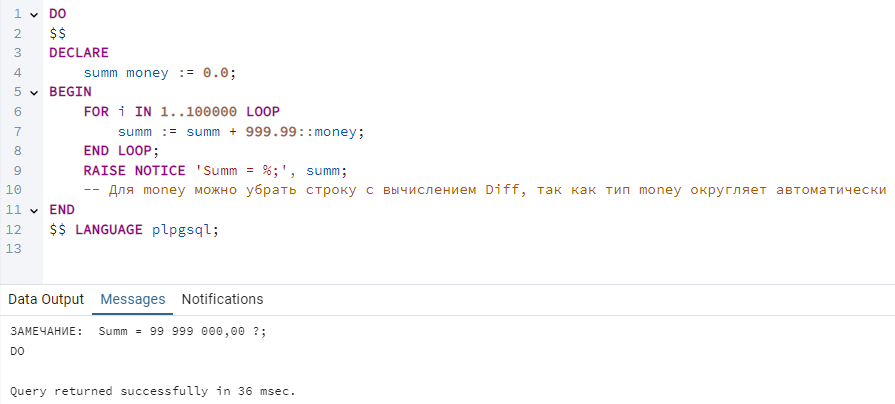 1 DO
2 $$
3 DECLARE
4 summ money := 0.0;
5 BEGIN
6 FOR i IN 1..100000 LOOP
7 summ := summ + 999.99::money;
8 END LOOP;
9 RAISE NOTICE 'Summ = %;', summ;
10 -- Для money можно убрать строку с вычислением Diff, так как тип money округляет автоматически
11 END
12 $$ LANGUAGE plpgsql;
13
Data Output Messages Notifications
ЗАМЕЧАНИЕ: Summ = 99 999 000,00 ?;
DO
Query returned successfully in 36 msec.